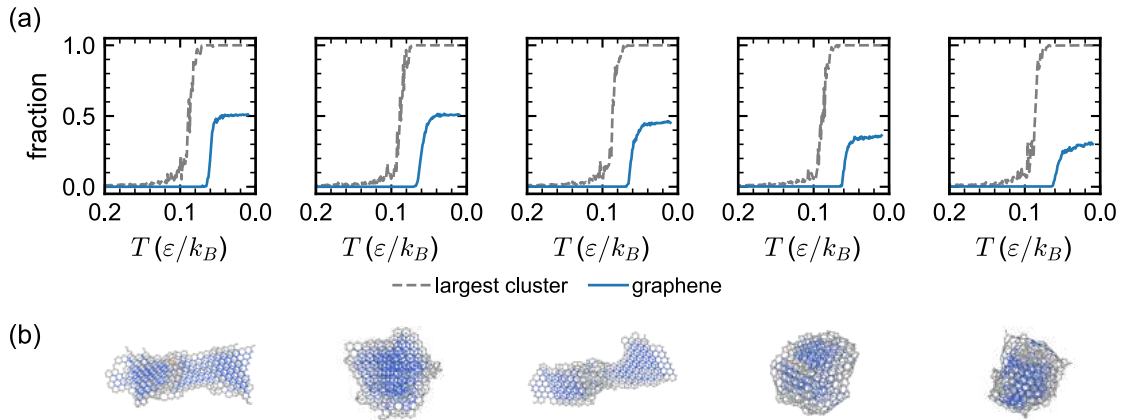 (a)
1.0
0.5
0.0
fraction
0.2 0.1 0.0 0.2 0.1 0.0 0.2 0.1 0.0 0.2 0.1 0.0 0.2 0.1 0.0
T (ε/k_B) T (ε/k_B) T (ε/k_B) T (ε/k_B) T (ε/k_B)
largest cluster graphene
(b)